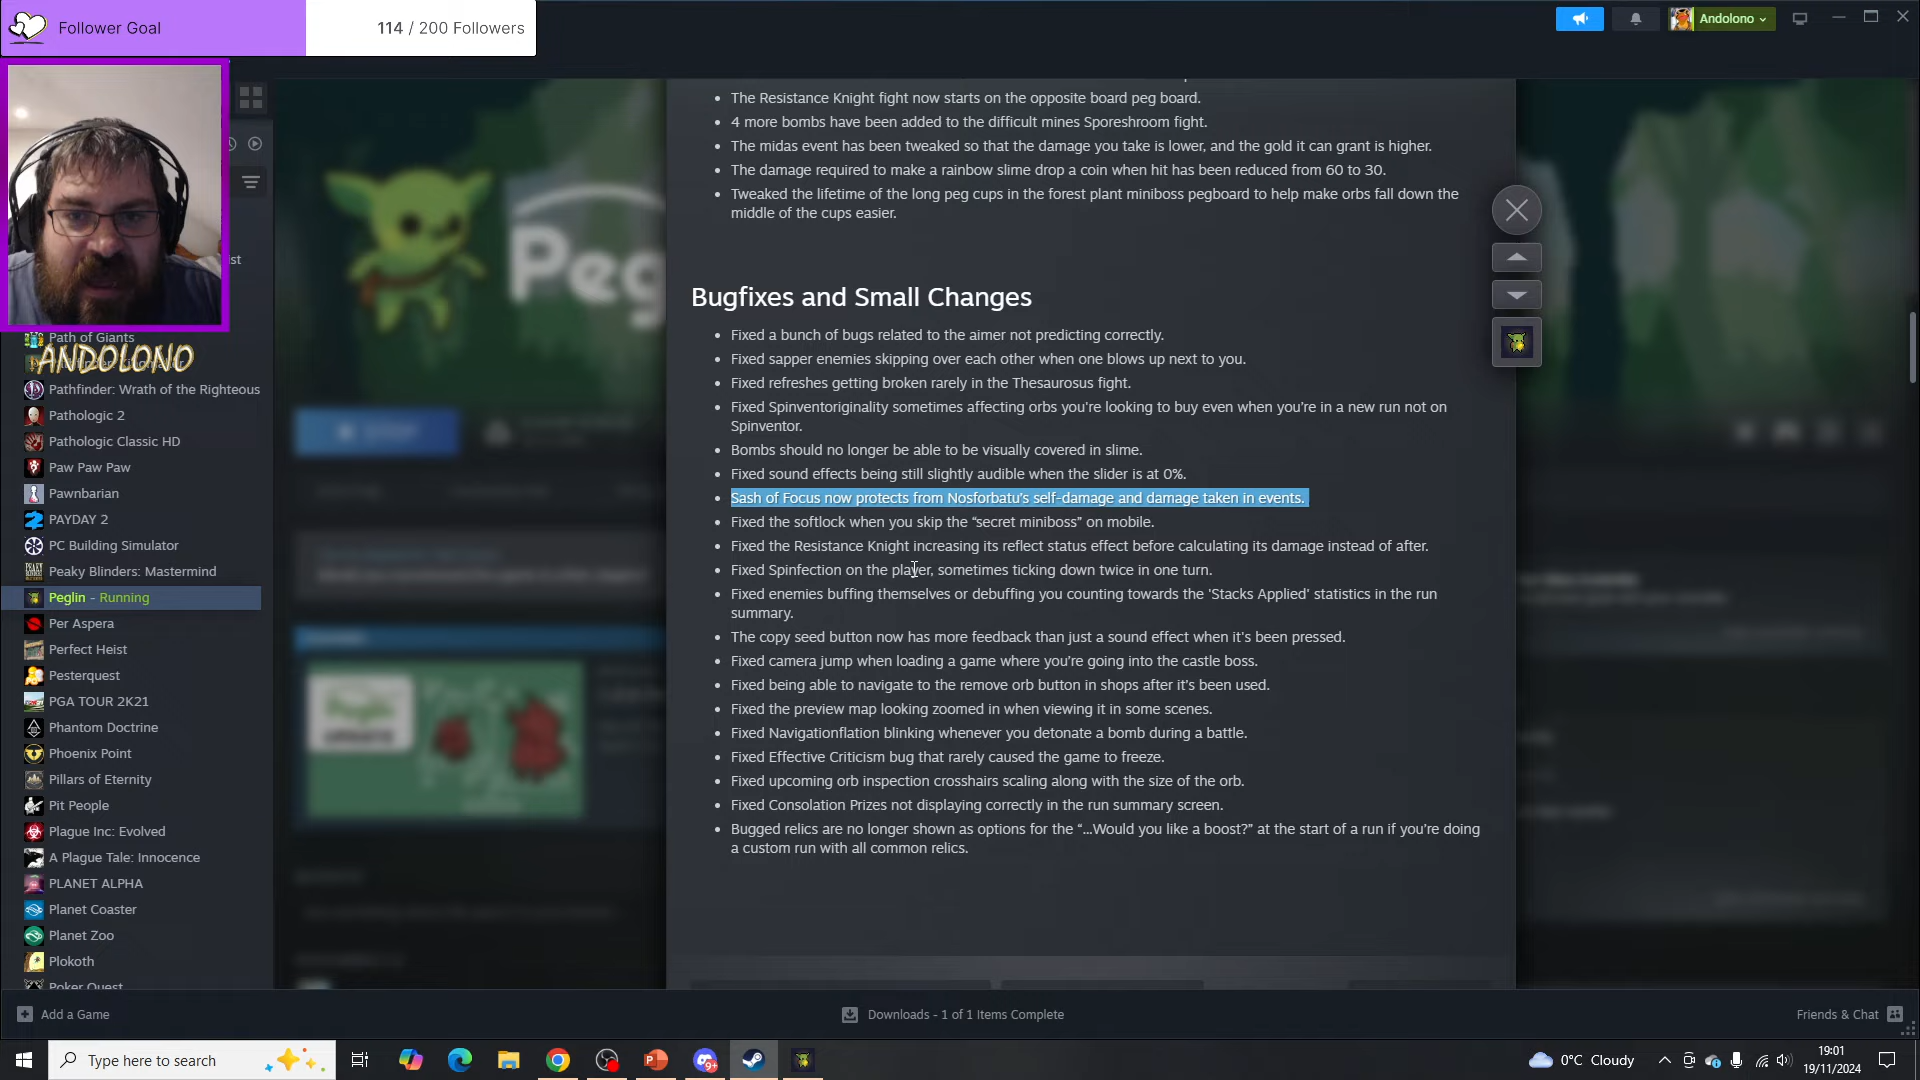 Follower Goal
114 / 200 Followers
Andolono
ist
Path of Giants
ANDOLONO
Pathfinder: Wrath of the Righteous
Pathologic 2
Pathologic Classic HD
Paw Paw Paw
Pawnbarian
PAYDAY 2
PC Building Simulator
Peaky Blinders: Mastermind
Peglin - Running
Per Aspera
Perfect Heist
Pesterquest
PGA TOUR 2K21
Phantom Doctrine
Phoenix Point
Pillars of Eternity
Pit People
Plague Inc: Evolved
A Plague Tale: Innocence
PLANET ALPHA
Planet Coaster
Planet Zoo
Plokoth
Poker Quest
Peg
The Resistance Knight fight now starts on the opposite board peg board.
4 more bombs have been added to the difficult mines Sporeshroom fight.
The midas event has been tweaked so that the damage you take is lower, and the gold it can grant is higher.
The damage required to make a rainbow slime drop a coin when hit has been reduced from 60 to 30.
Tweaked the lifetime of the long peg cups in the forest plant miniboss pegboard to help make orbs fall down the
middle of the cups easier.
Bugfixes and Small Changes
Fixed a bunch of bugs related to the aimer not predicting correctly.
Fixed sapper enemies skipping over each other when one blows up next to you.
Fixed refreshes getting broken rarely in the Thesaurosus fight.
Fixed Spinventoriginality sometimes affecting orbs you’re looking to buy even when you’re in a new run not on
Spinventor.
Bombs should no longer be able to be visually covered in slime.
Fixed sound effects being still slightly audible when the slider is at 0%.
Sash of Focus now protects from Nosforbatu’s self-damage and damage taken in events.
Fixed the softlock when you skip the “secret miniboss” on mobile.
Fixed the Resistance Knight increasing its reflect status effect before calculating its damage instead of after.
Fixed Spinfection on the player, sometimes ticking down twice in one turn.
Fixed enemies buffing themselves or debuffing you counting towards the 'Stacks Applied' statistics in the run
summary.
The copy seed button now has more feedback than just a sound effect when it’s been pressed.
Fixed camera jump when loading a game where you’re going into the castle boss.
Fixed being able to navigate to the remove orb button in shops after it’s been used.
Fixed the preview map looking zoomed in when viewing it in some scenes.
Fixed Navigationflation blinking whenever you detonate a bomb during a battle.
Fixed Effective Criticism bug that rarely caused the game to freeze.
Fixed upcoming orb inspection crosshairs scaling along with the size of the orb.
Fixed Consolation Prizes not displaying correctly in the run summary screen.
Bugged relics are no longer shown as options for the “...Would you like a boost?” at the start of a run if you’re doing
a custom run with all common relics.
Add a Game
Downloads - 1 of 1 Items Complete
Friends & Chat
Type here to search
9+
0°C Cloudy
19:01
19/11/2024